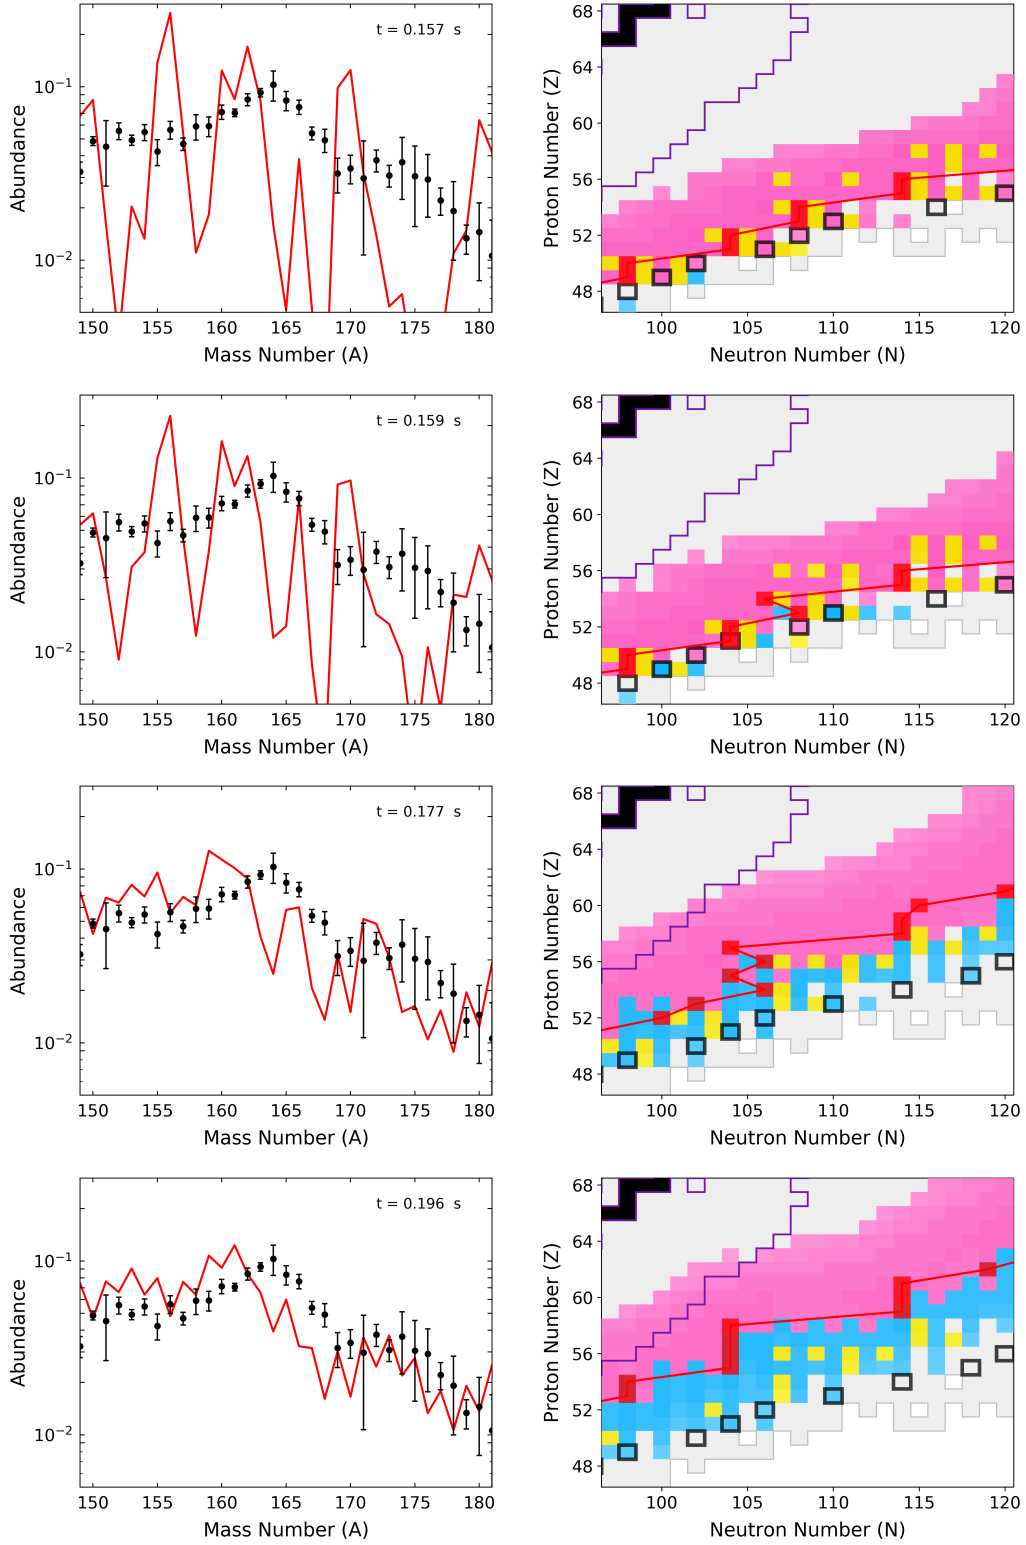 t = 0.157 s
10⁻¹
10⁻²
Abundance
150 155 160 165 170 175 180
Mass Number (A)
68
64
60
56
52
48
Proton Number (Z)
100 105 110 115 120
Neutron Number (N)
t = 0.159 s
10⁻¹
10⁻²
Abundance
150 155 160 165 170 175 180
Mass Number (A)
68
64
60
56
52
48
Proton Number (Z)
100 105 110 115 120
Neutron Number (N)
t = 0.177 s
10⁻¹
10⁻²
Abundance
150 155 160 165 170 175 180
Mass Number (A)
68
64
60
56
52
48
Proton Number (Z)
100 105 110 115 120
Neutron Number (N)
t = 0.196 s
10⁻¹
10⁻²
Abundance
150 155 160 165 170 175 180
Mass Number (A)
68
64
60
56
52
48
Proton Number (Z)
100 105 110 115 120
Neutron Number (N)